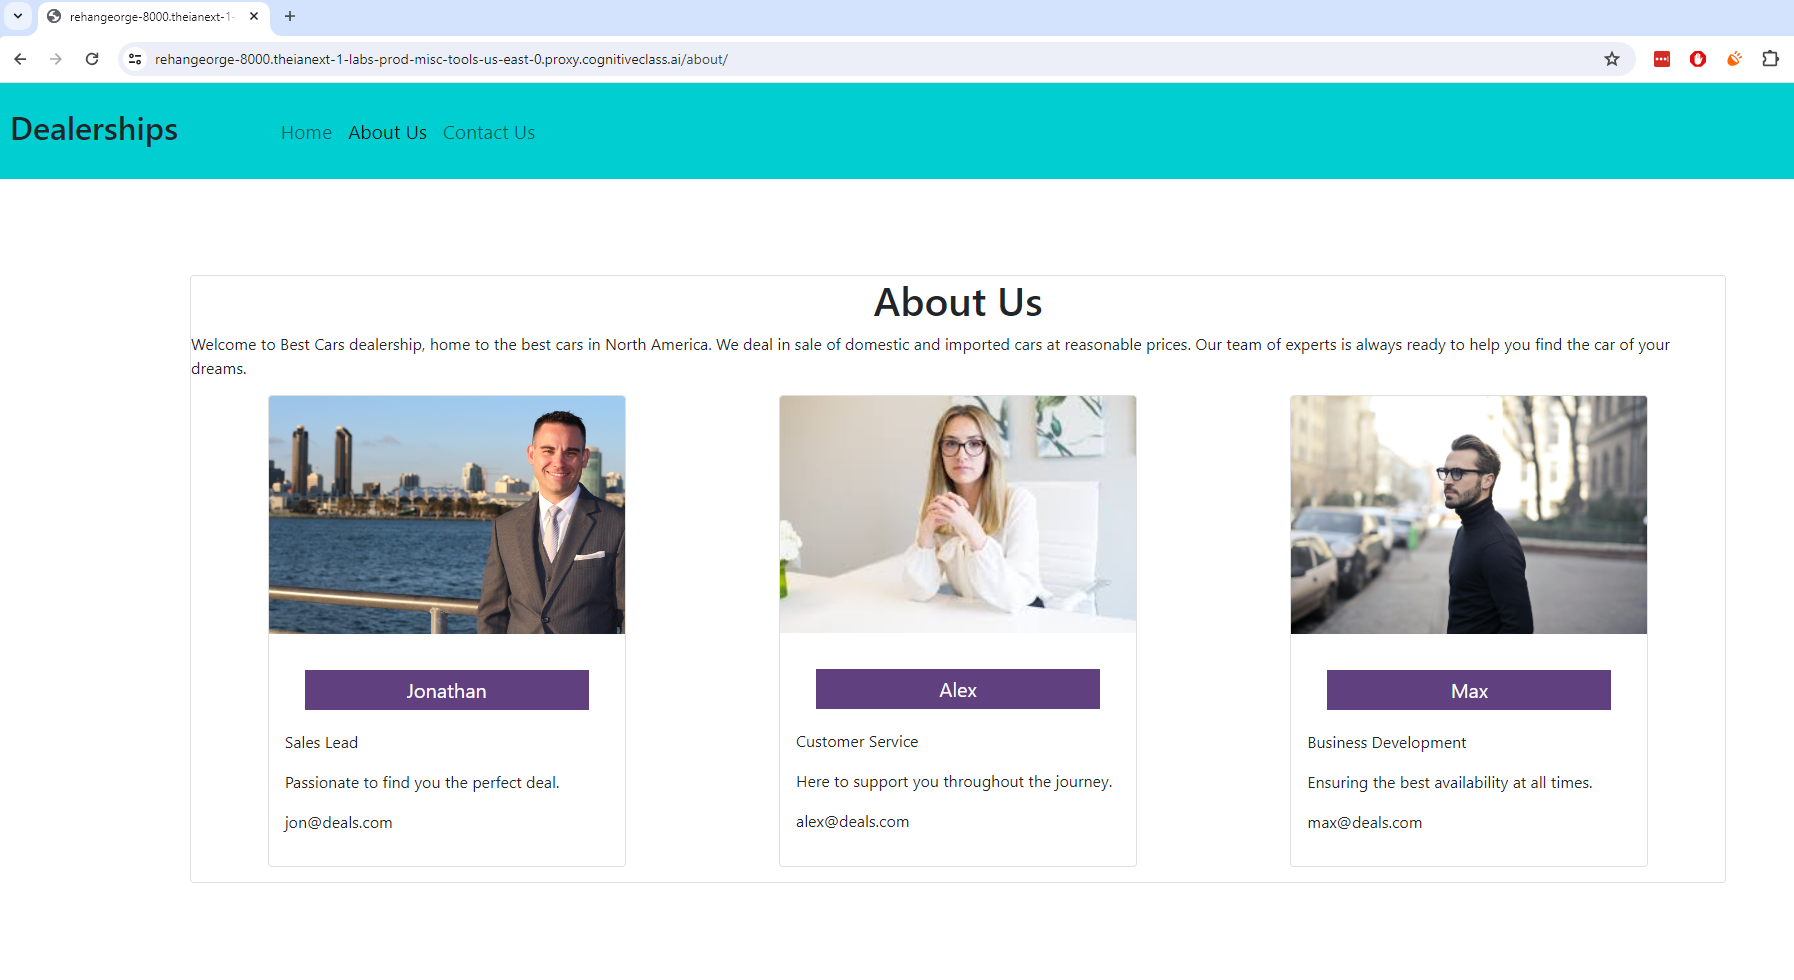 rehangeorge-8000.theianext-1-
rehangeorge-8000.theianext-1-labs-prod-misc-tools-us-east-0.proxy.cognitiveclass.ai/about/
Dealerships
Home About Us Contact Us
About Us
Welcome to Best Cars dealership, home to the best cars in North America. We deal in sale of domestic and imported cars at reasonable prices. Our team of experts is always ready to help you find the car of your
dreams.
Jonathan
Sales Lead
Passionate to find you the perfect deal.
jon@deals.com
Alex
Customer Service
Here to support you throughout the journey.
alex@deals.com
Max
Business Development
Ensuring the best availability at all times.
max@deals.com